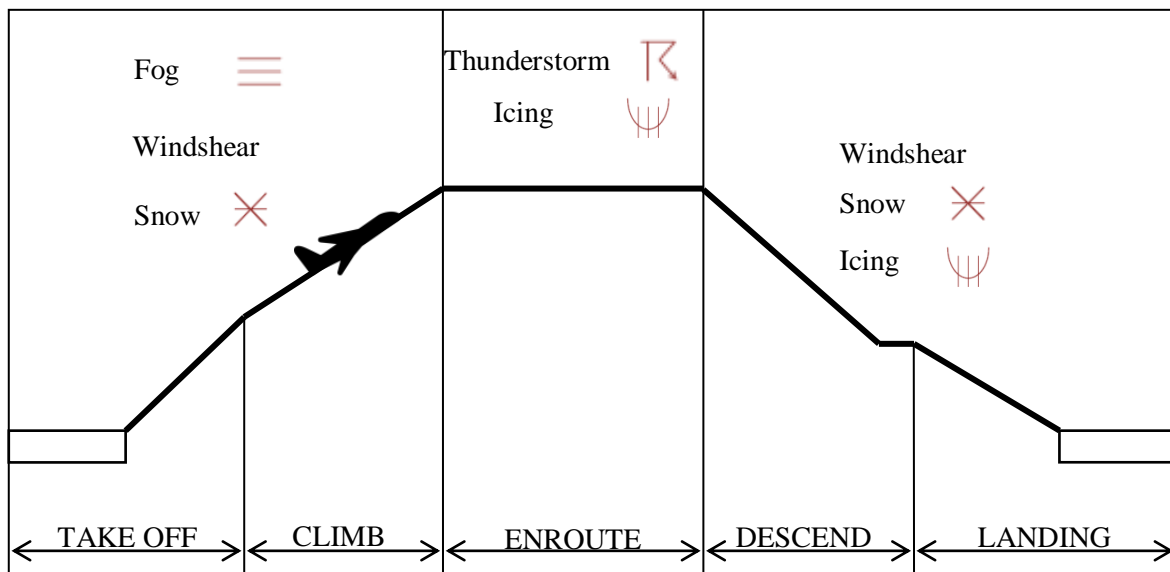 Fog
Windshear
Snow
Thunderstorm
Icing
Windshear
Snow
Icing
TAKE OFF
CLIMB
ENROUTE
DESCEND
LANDING